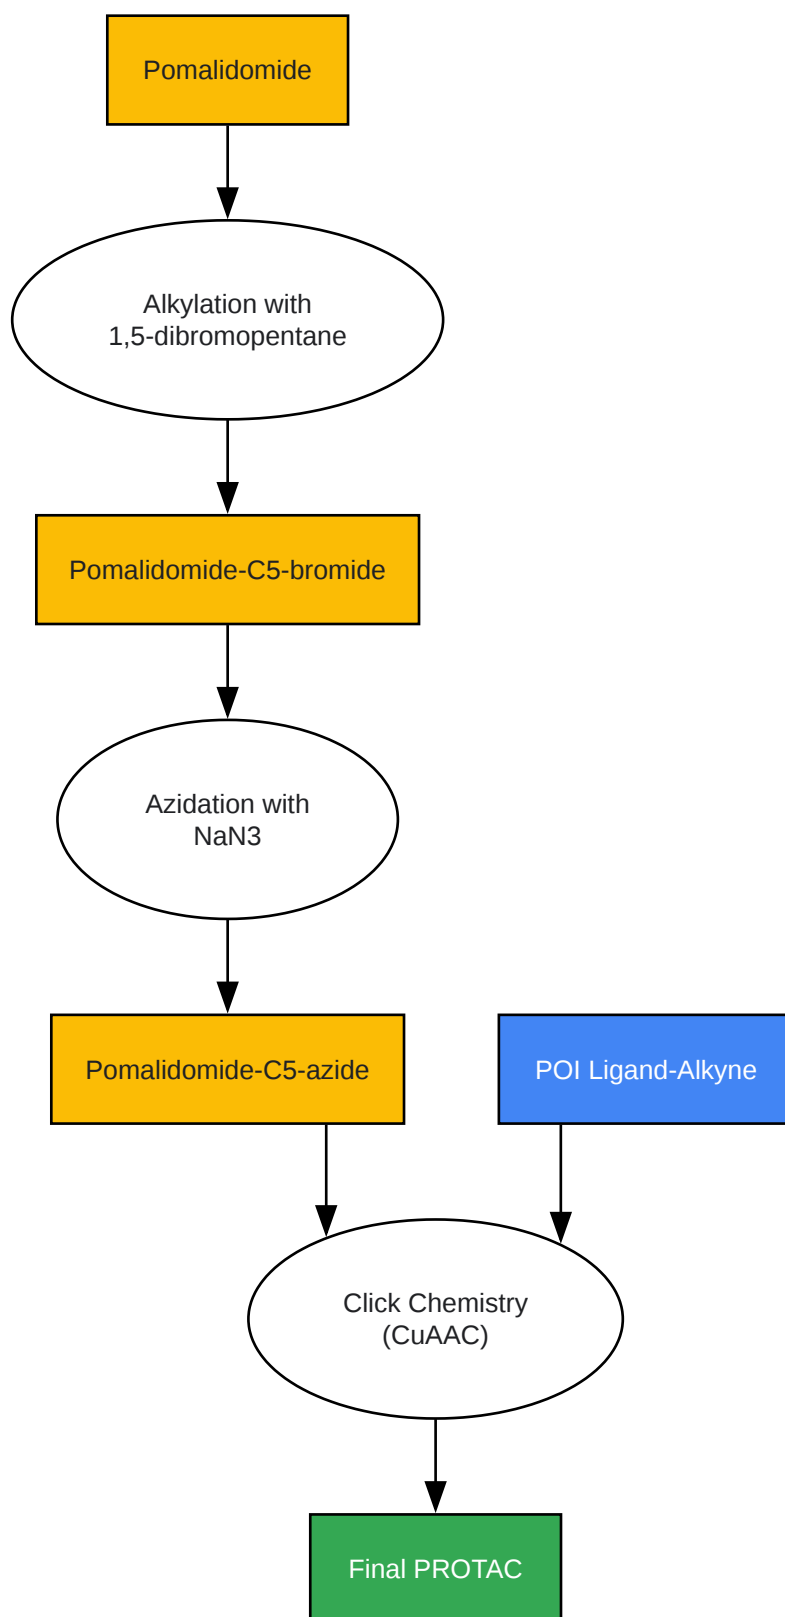 Pomalidomide
Alkylation with
1,5-dibromopentane
Pomalidomide-C5-bromide
Azidation with
NaN3
Pomalidomide-C5-azide
POI Ligand-Alkyne
Click Chemistry
(CuAAC)
Final PROTAC